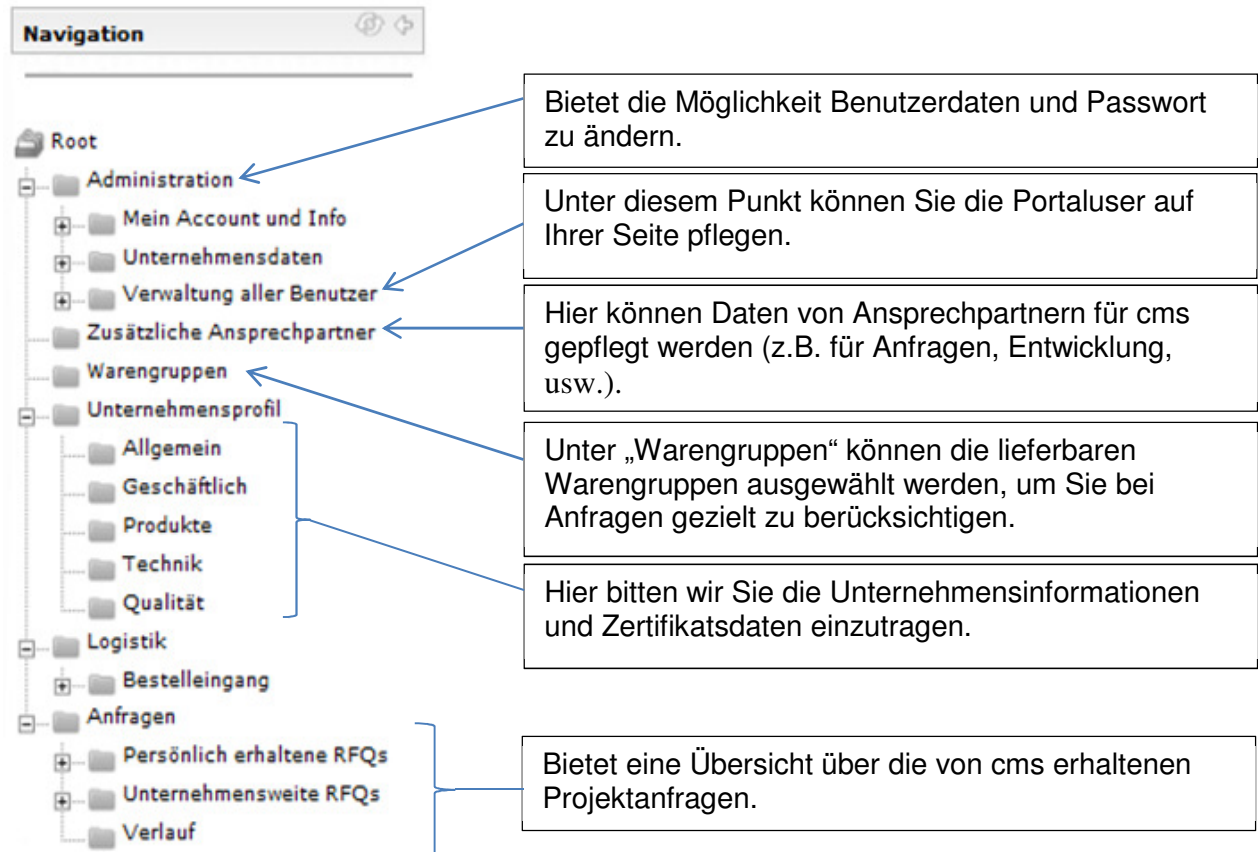 Navigation
Root
Administration
Mein Account und Info
Unternehmensdaten
Verwaltung aller Benutzer
Zusätzliche Ansprechpartner
Warengruppen
Unternehmensprofil
Allgemein
Geschäftlich
Produkte
Technik
Qualität
Logistik
Bestelleingang
Anfragen
Persönlich erhaltene RFQs
Unternehmensweite RFQs
Verlauf
Bietet die Möglichkeit Benutzerdaten und Passwort
zu ändern.
Unter diesem Punkt können Sie die Portaluser auf
Ihrer Seite pflegen.
Hier können Daten von Ansprechpartnern für cms
gepflegt werden (z.B. für Anfragen, Entwicklung,
usw.).
Unter „Warengruppen“ können die lieferbaren
Warengruppen ausgewählt werden, um Sie bei
Anfragen gezielt zu berücksichtigen.
Hier bitten wir Sie die Unternehmensinformationen
und Zertifikatsdaten einzutragen.
Bietet eine Übersicht über die von cms erhaltenen
Projektanfragen.